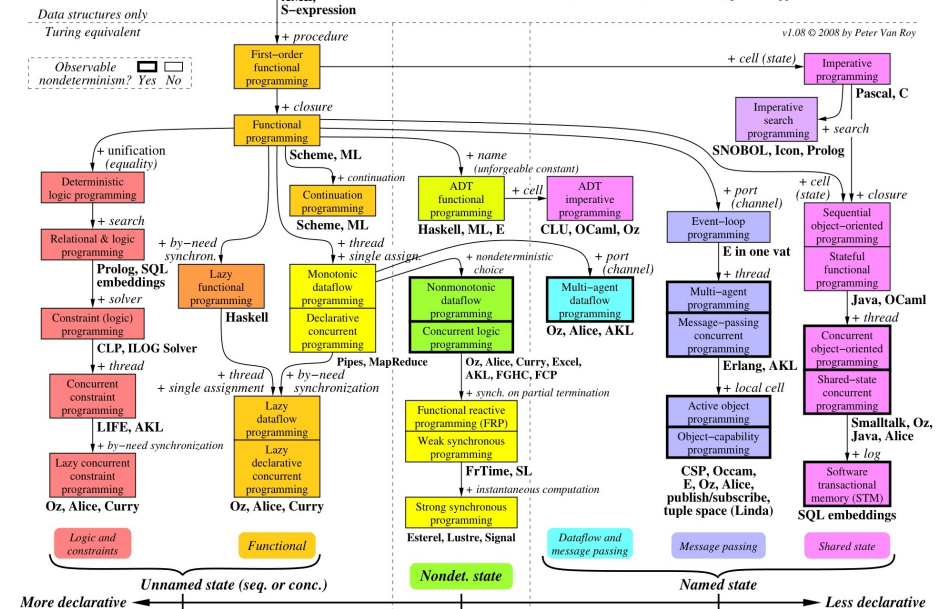 S−expression
Data structures only
Turing equivalent
v1.08 © 2008 by Peter Van Roy
+ procedure
Observable
nondeterminism? Yes No
First−order
functional
programming
+ cell (state)
Imperative
programming
Pascal, C
+ closure
Imperative
search
programming
+ search
SNOBOL, Icon, Prolog
Functional
programming
Scheme, ML
+ unification
(equality)
Deterministic
logic programming
+ continuation
Continuation
programming
Scheme, ML
+ name
(unforgeable constant)
ADT
functional
programming
Haskell, ML, E
+ cell
ADT
imperative
programming
CLU, OCaml, Oz
+ port
(channel)
Event−loop
programming
E in one vat
+ cell
(state)
+ closure
Sequential
object−oriented
programming
Stateful
functional
programming
Java, OCaml
+ search
Relational & logic
programming
Prolog, SQL
embeddings
+ by−need
synchron.
Lazy
functional
programming
Haskell
+ thread
+ single assign.
Monotonic
dataflow
programming
Declarative
concurrent
programming
Pipes, MapReduce
+ nondeterministic
choice
Nonmonotonic
dataflow
programming
Concurrent logic
programming
Oz, Alice, Curry, Excel,
AKL, FGHC, FCP
+ port
(channel)
Multi−agent
dataflow
programming
Oz, Alice, AKL
+ thread
Multi−agent
programming
Message−passing
concurrent
programming
Erlang, AKL
+ thread
Concurrent
object−oriented
programming
Shared−state
concurrent
programming
Smalltalk, Oz,
Java, Alice
+ solver
Constraint (logic)
programming
CLP, ILOG Solver
+ thread
Concurrent
constraint
programming
LIFE, AKL
+ by−need synchronization
Lazy concurrent
constraint
programming
Oz, Alice, Curry
+ thread
+ single assignment
+ by−need
synchronization
Lazy
dataflow
programming
Lazy
declarative
concurrent
programming
Oz, Alice, Curry
+ synch. on partial termination
Functional reactive
programming (FRP)
Weak synchronous
programming
FrTime, SL
+ instantaneous computation
Strong synchronous
programming
Esterel, Lustre, Signal
+ local cell
Active object
programming
Object−capability
programming
CSP, Occam,
E, Oz, Alice,
publish/subscribe,
tuple space (Linda)
+ log
Software
transactional
memory (STM)
SQL embeddings
Logic and
constraints
Functional
Dataflow and
message passing
Message passing
Shared state
Unnamed state (seq. or conc.)
Nondet. state
Named state
More declarative
Less declarative